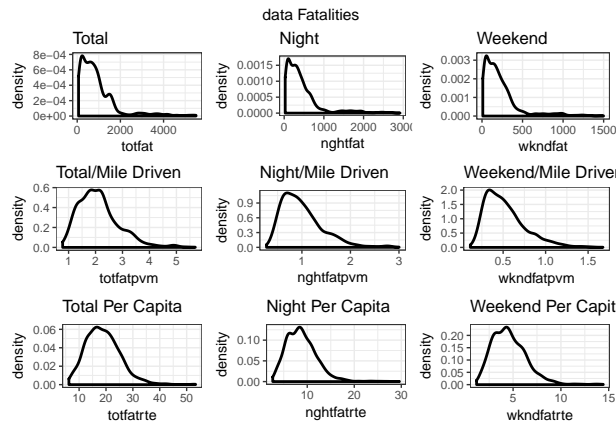 data Fatalities
Total
density
8e−04
6e−04
4e−04
2e−04
0e+00
0
2000
4000
totfat
Night
density
0.0015
0.0010
0.0005
0.0000
0
1000
2000
3000
nghtfat
Weekend
density
0.003
0.002
0.001
0.000
0
500
1000
1500
wkndfat
Total/Mile Driven
density
0.6
0.4
0.2
0.0
1
2
3
4
5
totfatpvm
Night/Mile Driven
density
0.9
0.6
0.3
0.0
1
2
3
nghtfatpvm
Weekend/Mile Driven
density
2.0
1.5
1.0
0.5
0.0
0.5
1.0
1.5
wkndfatpvm
Total Per Capita
density
0.06
0.04
0.02
0.00
10
20
30
40
50
totfatrte
Night Per Capita
density
0.10
0.05
0.00
10
20
30
nghtfatrte
Weekend Per Capit
density
0.20
0.15
0.10
0.05
0.00
5
10
15
wkndfatrte